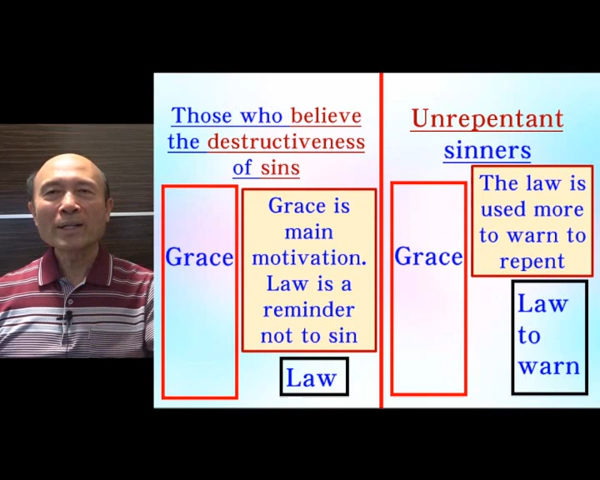 Those who believe
the destructiveness
of sins
Grace
Grace is
main
motivation.
Law is a
reminder
not to sin
Law
Unrepentant
sinners
Grace
The law is
used more
to warn to
repent
Law
to
warn